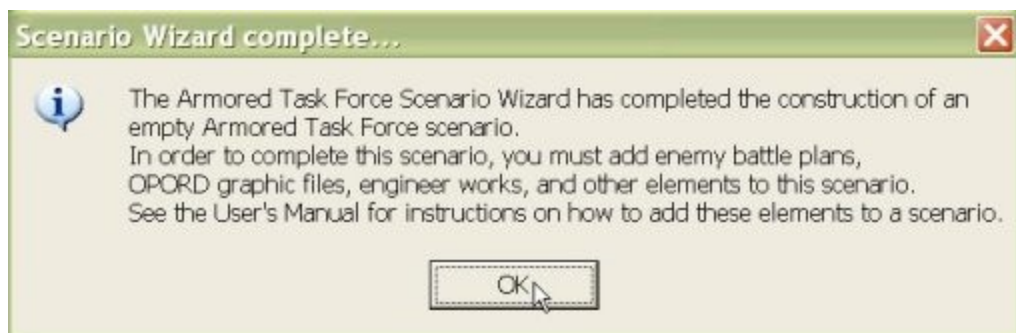 Scenario Wizard complete...
The Armored Task Force Scenario Wizard has completed the construction of an
empty Armored Task Force scenario.
In order to complete this scenario, you must add enemy battle plans,
OPORD graphic files, engineer works, and other elements to this scenario.
See the User's Manual for instructions on how to add these elements to a scenario.
OK